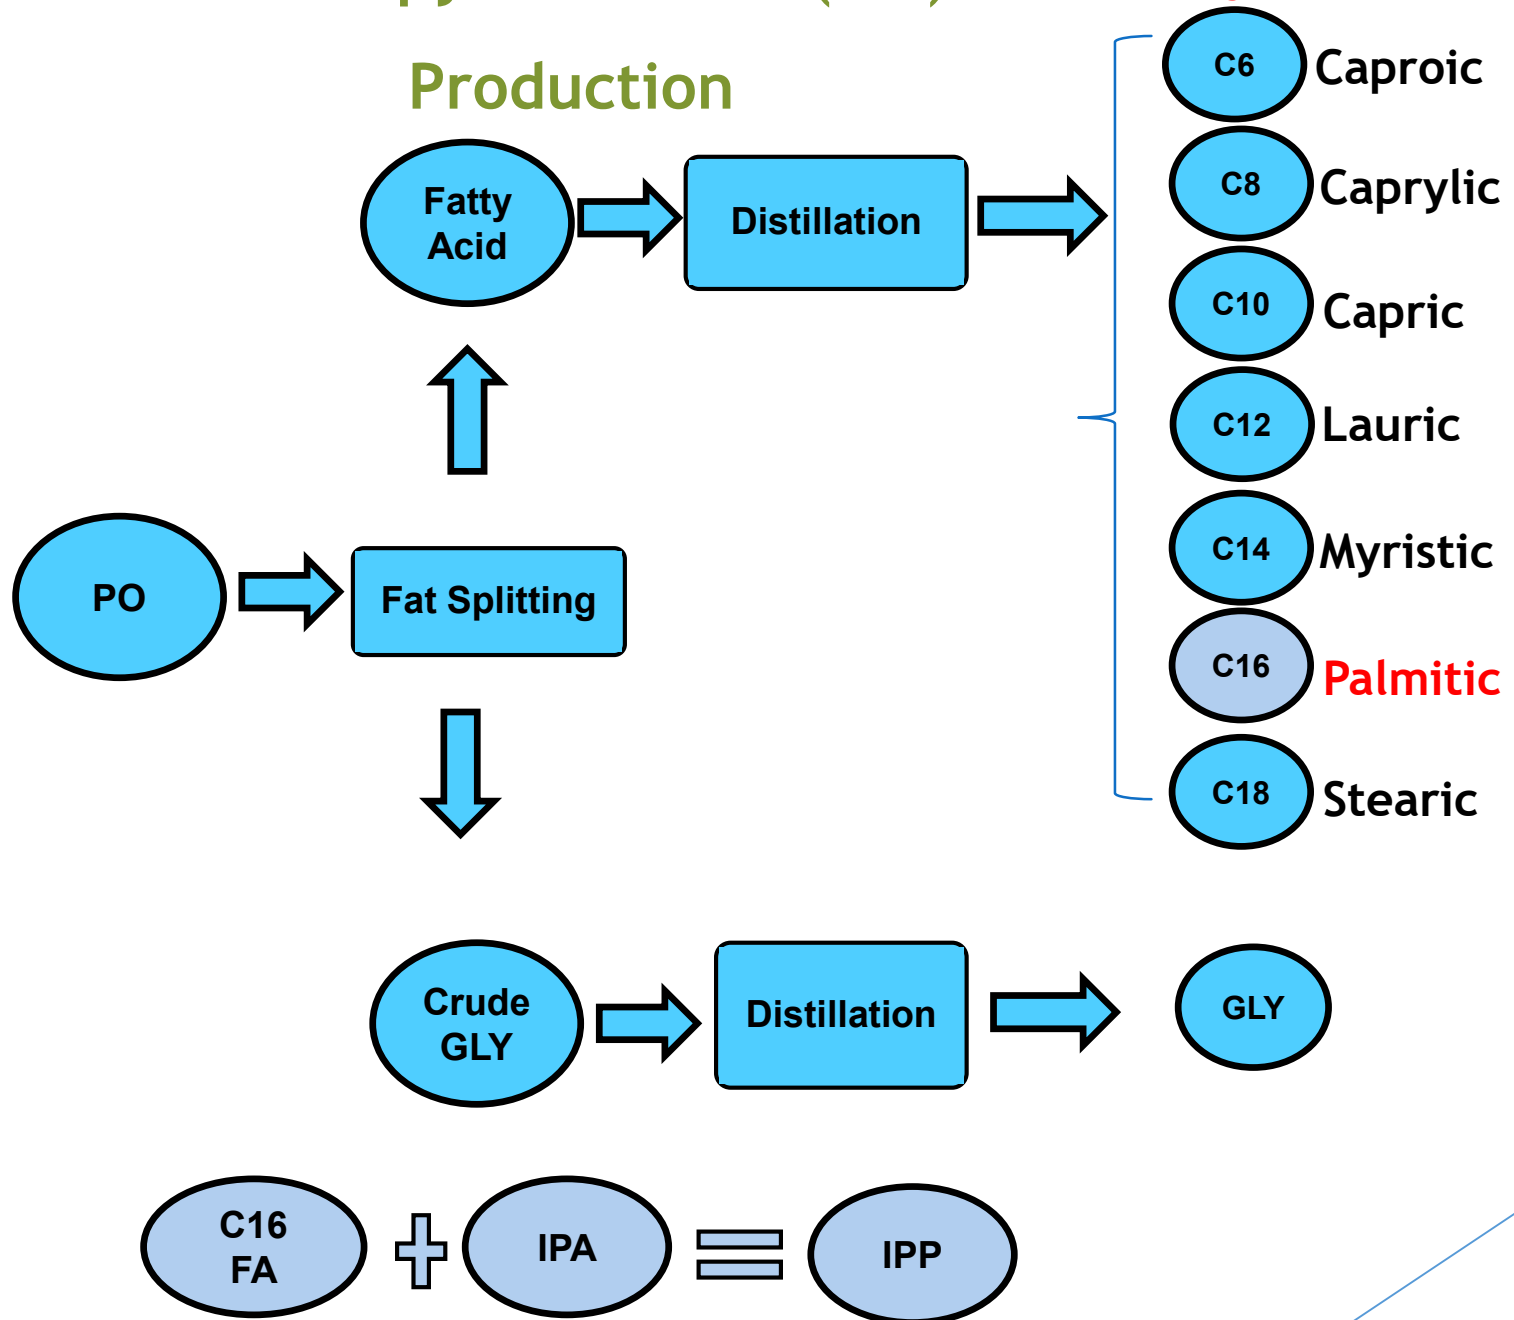 Production
C6 Caproic
Fatty
Acid
Distillation
C8 Caprylic
C10 Capric
C12 Lauric
C14 Myristic
PO
Fat Splitting
C16 Palmitic
C18 Stearic
Crude
GLY
Distillation
GLY
C16
FA
IPA
IPP